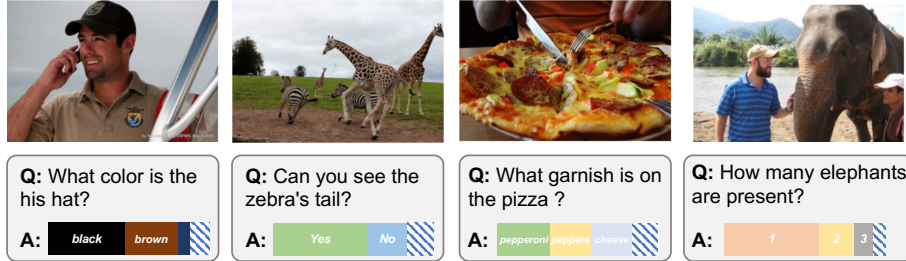 Q: What color is the
his hat?
A: black brown
Q: Can you see the
zebra's tail?
A: Yes No
Q: What garnish is on
the pizza ?
A: pepperoni peppers cheese
Q: How many elephants
are present?
A: 1 2 3